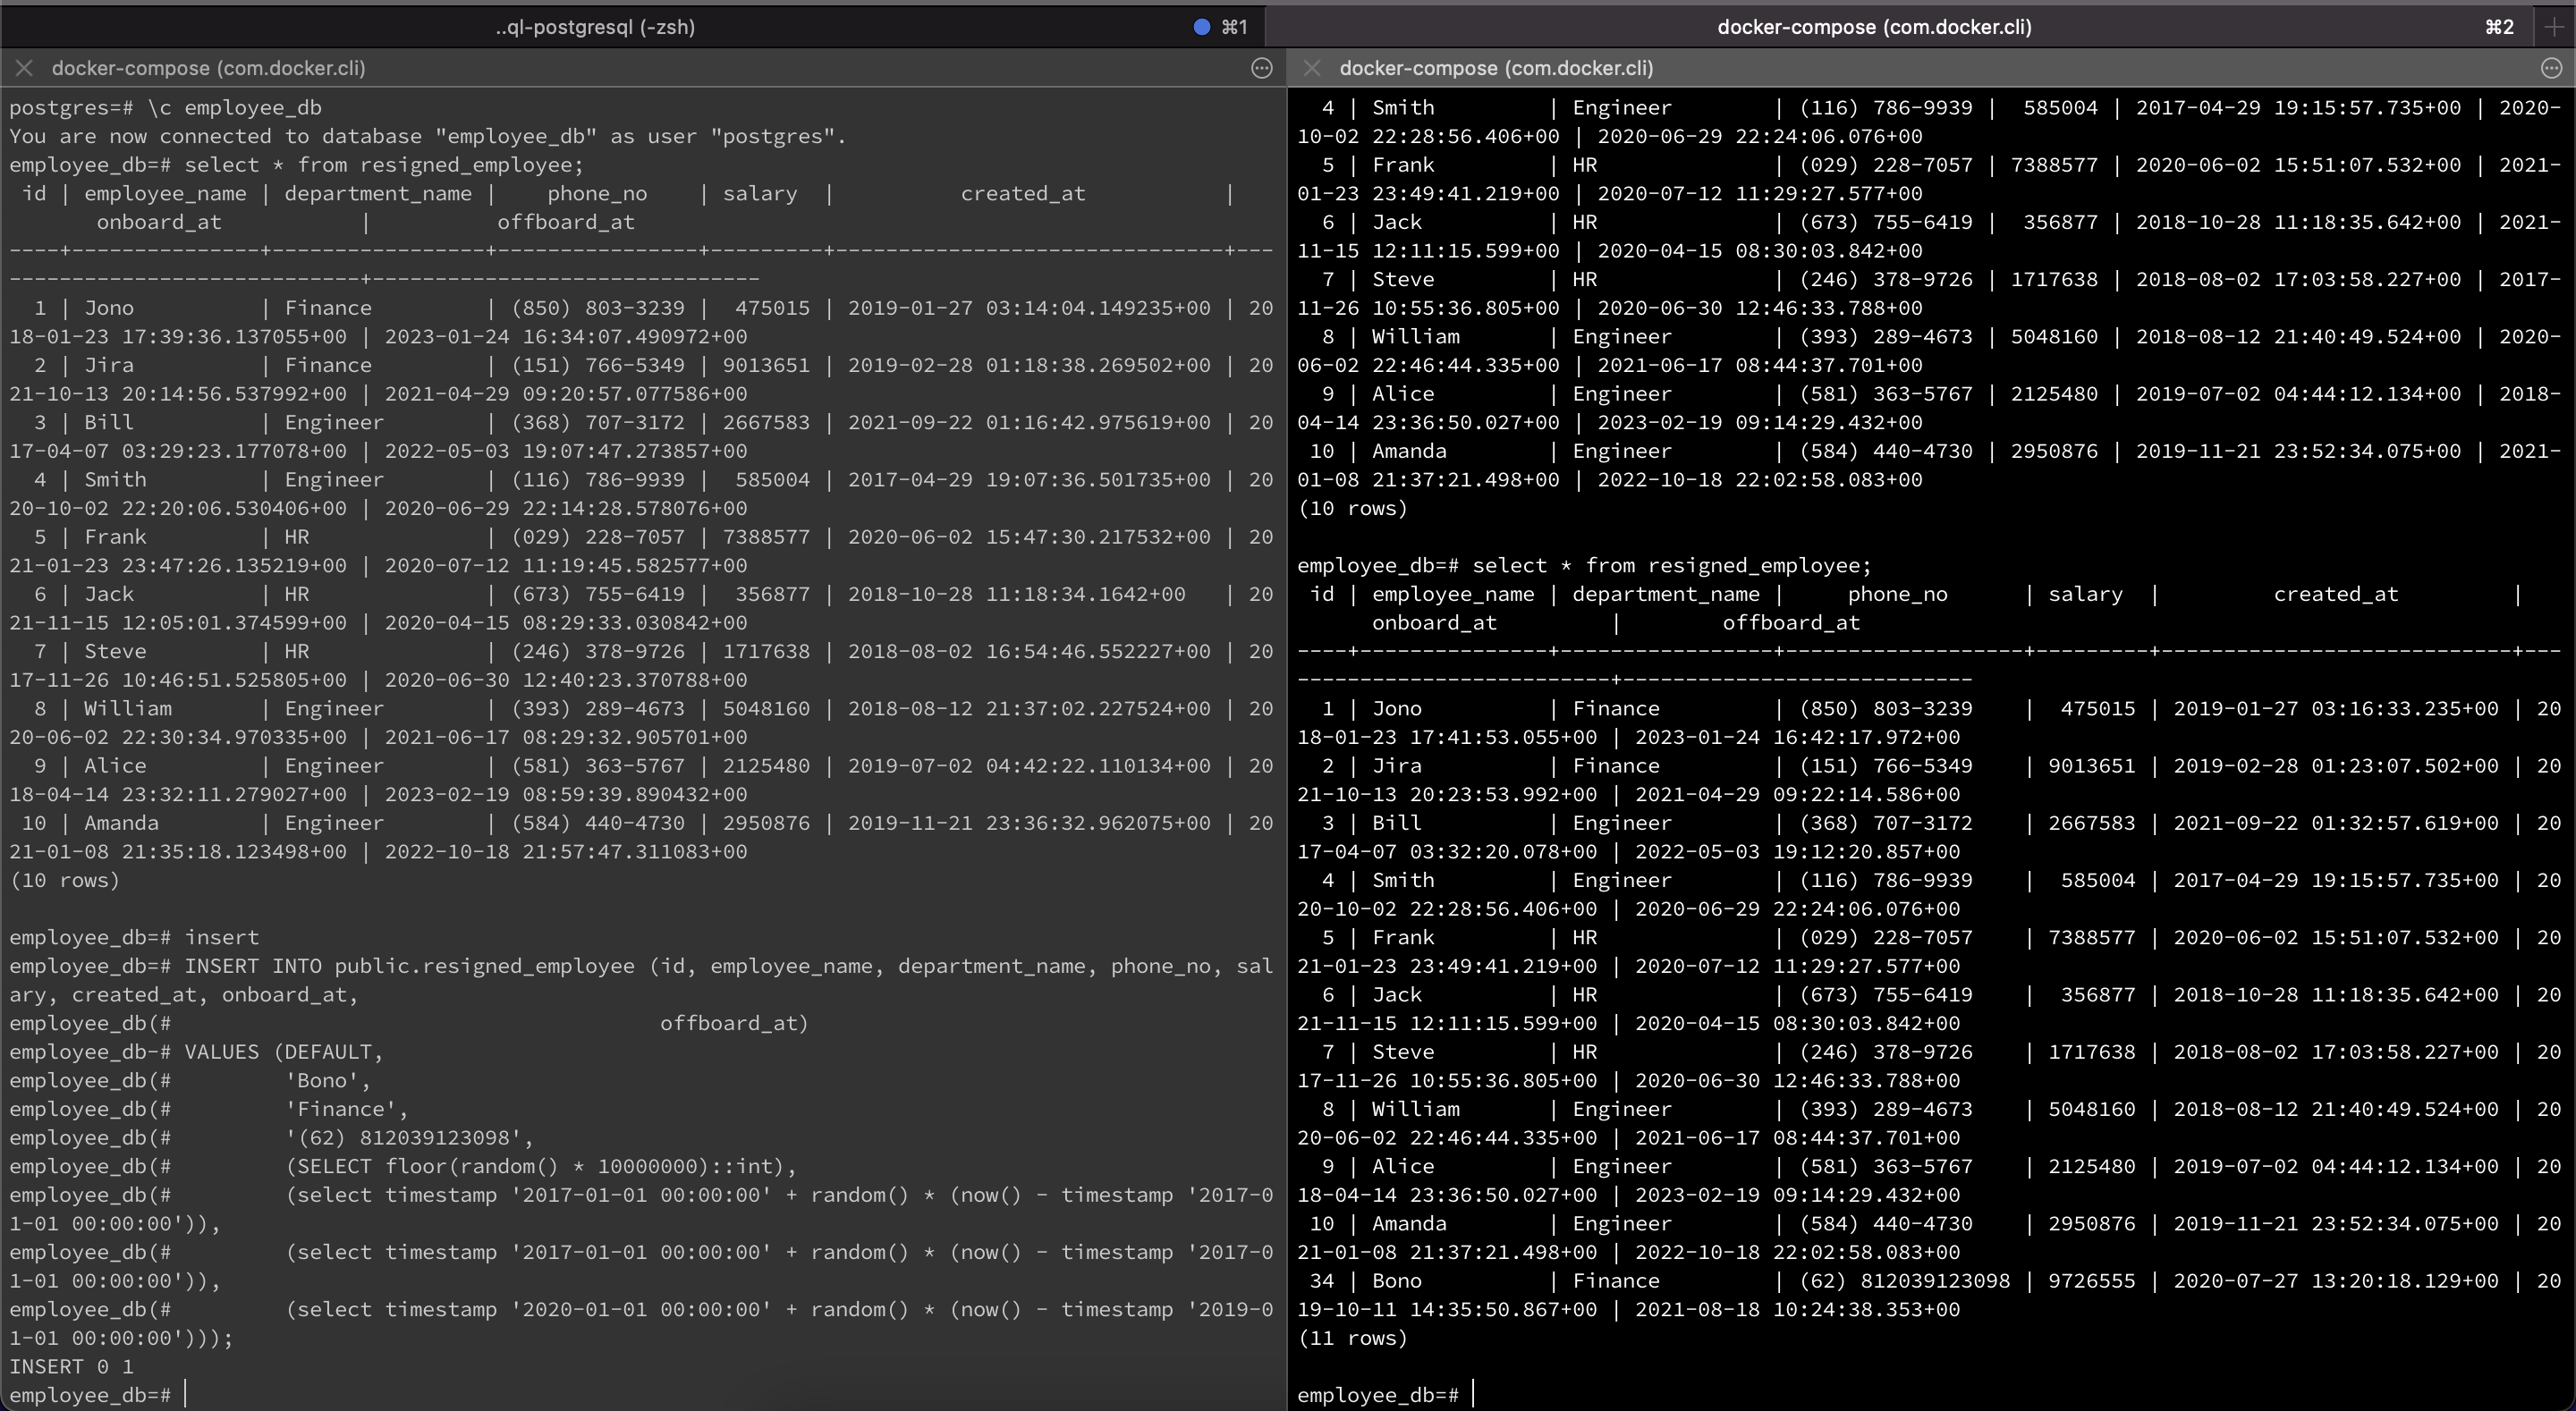 ..ql-postgresql (-zsh)
⌘1
docker-compose (com.docker.cli)
⌘2
docker-compose (com.docker.cli)
postgres=# \c employee_db
You are now connected to database "employee_db" as user "postgres".
employee_db=# select * from resigned_employee;
 id | employee_name | department_name |    phone_no    | salary  |          created_at           |
       onboard_at           |          offboard_at
----+---------------+-----------------+----------------+---------+-------------------------------+---
----------------------------+-------------------------------
  1 | Jono          | Finance         | (850) 803-3239 |  475015 | 2019-01-27 03:14:04.149235+00 | 20
18-01-23 17:39:36.137055+00 | 2023-01-24 16:34:07.490972+00
  2 | Jira          | Finance         | (151) 766-5349 | 9013651 | 2019-02-28 01:18:38.269502+00 | 20
21-10-13 20:14:56.537992+00 | 2021-04-29 09:20:57.077586+00
  3 | Bill          | Engineer        | (368) 707-3172 | 2667583 | 2021-09-22 01:16:42.975619+00 | 20
17-04-07 03:29:23.177078+00 | 2022-05-03 19:07:47.273857+00
  4 | Smith         | Engineer        | (116) 786-9939 |  585004 | 2017-04-29 19:07:36.501735+00 | 20
20-10-02 22:20:06.530406+00 | 2020-06-29 22:14:28.578076+00
  5 | Frank         | HR              | (029) 228-7057 | 7388577 | 2020-06-02 15:47:30.217532+00 | 20
21-01-23 23:47:26.135219+00 | 2020-07-12 11:19:45.582577+00
  6 | Jack          | HR              | (673) 755-6419 |  356877 | 2018-10-28 11:18:34.1642+00   | 20
21-11-15 12:05:01.374599+00 | 2020-04-15 08:29:33.030842+00
  7 | Steve         | HR              | (246) 378-9726 | 1717638 | 2018-08-02 16:54:46.552227+00 | 20
17-11-26 10:46:51.525805+00 | 2020-06-30 12:40:23.370788+00
  8 | William       | Engineer        | (393) 289-4673 | 5048160 | 2018-08-12 21:37:02.227524+00 | 20
20-06-02 22:30:34.970335+00 | 2021-06-17 08:29:32.905701+00
  9 | Alice         | Engineer        | (581) 363-5767 | 2125480 | 2019-07-02 04:42:22.110134+00 | 20
18-04-14 23:32:11.279027+00 | 2023-02-19 08:59:39.890432+00
 10 | Amanda        | Engineer        | (584) 440-4730 | 2950876 | 2019-11-21 23:36:32.962075+00 | 20
21-01-08 21:35:18.123498+00 | 2022-10-18 21:57:47.311083+00
(10 rows)
employee_db=# insert
employee_db=# INSERT INTO public.resigned_employee (id, employee_name, department_name, phone_no, sal
ary, created_at, onboard_at,
employee_db(#                                       offboard_at)
employee_db-# VALUES (DEFAULT,
employee_db(#         'Bono',
employee_db(#         'Finance',
employee_db(#         '(62) 812039123098',
employee_db(#         (SELECT floor(random() * 10000000)::int),
employee_db(#         (select timestamp '2017-01-01 00:00:00' + random() * (now() - timestamp '2017-0
1-01 00:00:00')),
employee_db(#         (select timestamp '2017-01-01 00:00:00' + random() * (now() - timestamp '2017-0
1-01 00:00:00')),
employee_db(#         (select timestamp '2020-01-01 00:00:00' + random() * (now() - timestamp '2019-0
1-01 00:00:00')));
INSERT 0 1
employee_db=#
docker-compose (com.docker.cli)
  4 | Smith         | Engineer        | (116) 786-9939 |  585004 | 2017-04-29 19:15:57.735+00 | 2020-
10-02 22:28:56.406+00 | 2020-06-29 22:24:06.076+00
  5 | Frank         | HR              | (029) 228-7057 | 7388577 | 2020-06-02 15:51:07.532+00 | 2021-
01-23 23:49:41.219+00 | 2020-07-12 11:29:27.577+00
  6 | Jack          | HR              | (673) 755-6419 |  356877 | 2018-10-28 11:18:35.642+00 | 2021-
11-15 12:11:15.599+00 | 2020-04-15 08:30:03.842+00
  7 | Steve         | HR              | (246) 378-9726 | 1717638 | 2018-08-02 17:03:58.227+00 | 2017-
11-26 10:55:36.805+00 | 2020-06-30 12:46:33.788+00
  8 | William       | Engineer        | (393) 289-4673 | 5048160 | 2018-08-12 21:40:49.524+00 | 2020-
06-02 22:46:44.335+00 | 2021-06-17 08:44:37.701+00
  9 | Alice         | Engineer        | (581) 363-5767 | 2125480 | 2019-07-02 04:44:12.134+00 | 2018-
04-14 23:36:50.027+00 | 2023-02-19 09:14:29.432+00
 10 | Amanda        | Engineer        | (584) 440-4730 | 2950876 | 2019-11-21 23:52:34.075+00 | 2021-
01-08 21:37:21.498+00 | 2022-10-18 22:02:58.083+00
(10 rows)
employee_db=# select * from resigned_employee;
 id | employee_name | department_name |     phone_no      | salary  |         created_at         |
      onboard_at         |        offboard_at
----+---------------+-----------------+-------------------+---------+----------------------------+---
-------------------------+----------------------------
  1 | Jono          | Finance         | (850) 803-3239    |  475015 | 2019-01-27 03:16:33.235+00 | 20
18-01-23 17:41:53.055+00 | 2023-01-24 16:42:17.972+00
  2 | Jira          | Finance         | (151) 766-5349    | 9013651 | 2019-02-28 01:23:07.502+00 | 20
21-10-13 20:23:53.992+00 | 2021-04-29 09:22:14.586+00
  3 | Bill          | Engineer        | (368) 707-3172    | 2667583 | 2021-09-22 01:32:57.619+00 | 20
17-04-07 03:32:20.078+00 | 2022-05-03 19:12:20.857+00
  4 | Smith         | Engineer        | (116) 786-9939    |  585004 | 2017-04-29 19:15:57.735+00 | 20
20-10-02 22:28:56.406+00 | 2020-06-29 22:24:06.076+00
  5 | Frank         | HR              | (029) 228-7057    | 7388577 | 2020-06-02 15:51:07.532+00 | 20
21-01-23 23:49:41.219+00 | 2020-07-12 11:29:27.577+00
  6 | Jack          | HR              | (673) 755-6419    |  356877 | 2018-10-28 11:18:35.642+00 | 20
21-11-15 12:11:15.599+00 | 2020-04-15 08:30:03.842+00
  7 | Steve         | HR              | (246) 378-9726    | 1717638 | 2018-08-02 17:03:58.227+00 | 20
17-11-26 10:55:36.805+00 | 2020-06-30 12:46:33.788+00
  8 | William       | Engineer        | (393) 289-4673    | 5048160 | 2018-08-12 21:40:49.524+00 | 20
20-06-02 22:46:44.335+00 | 2021-06-17 08:44:37.701+00
  9 | Alice         | Engineer        | (581) 363-5767    | 2125480 | 2019-07-02 04:44:12.134+00 | 20
18-04-14 23:36:50.027+00 | 2023-02-19 09:14:29.432+00
 10 | Amanda        | Engineer        | (584) 440-4730    | 2950876 | 2019-11-21 23:52:34.075+00 | 20
21-01-08 21:37:21.498+00 | 2022-10-18 22:02:58.083+00
 34 | Bono          | Finance         | (62) 812039123098 | 9726555 | 2020-07-27 13:20:18.129+00 | 20
19-10-11 14:35:50.867+00 | 2021-08-18 10:24:38.353+00
(11 rows)
employee_db=#